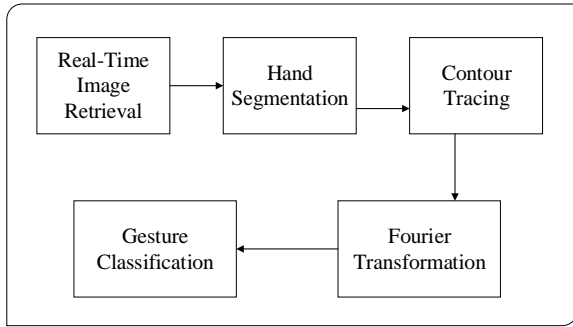 Real-Time
Image
Retrieval
Hand
Segmentation
Contour
Tracing
Gesture
Classification
Fourier
Transformation